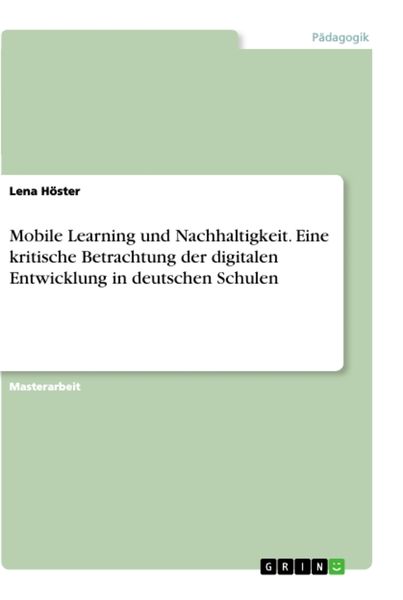 Pädagogik
Lena Höster
Mobile Learning und Nachhaltigkeit. Eine
kritische Betrachtung der digitalen
Entwicklung in deutschen Schulen
Masterarbeit
GRIN